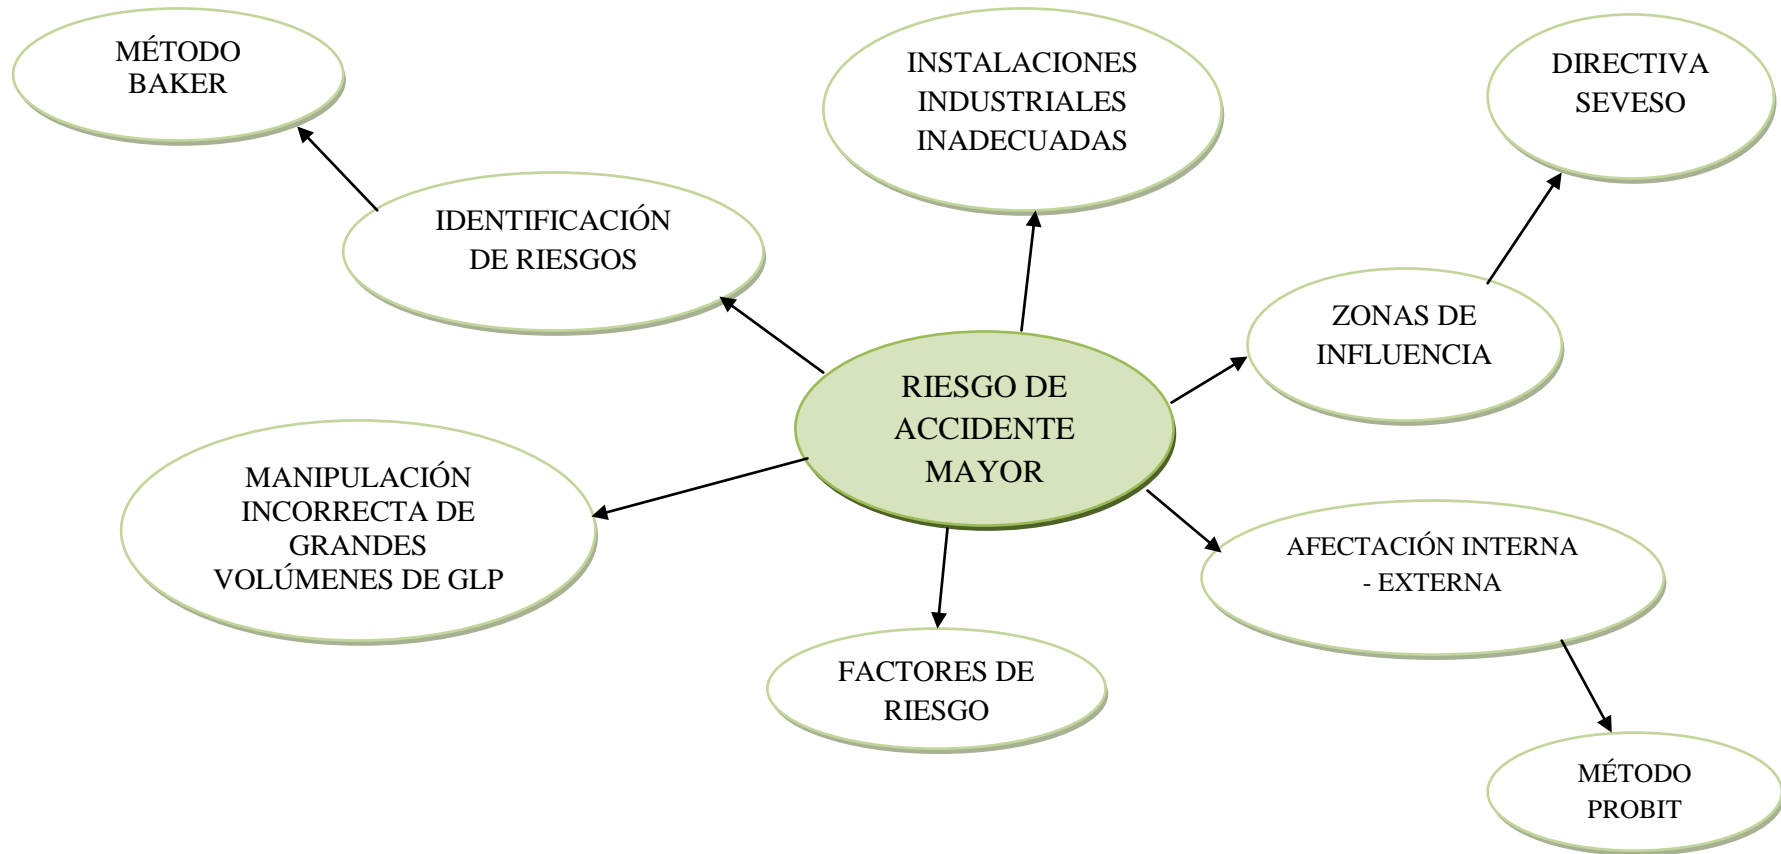 MÉTODO
BAKER
INSTALACIONES
INDUSTRIALES
INADECUADAS
DIRECTIVA
SEVESO
IDENTIFICACIÓN
DE RIESGOS
ZONAS DE
INFLUENCIA
RIESGO DE
ACCIDENTE
MAYOR
MANIPULACIÓN
INCORRECTA DE
GRANDES
VOLÚMENES DE GLP
AFECTACIÓN INTERNA
- EXTERNA
FACTORES DE
RIESGO
MÉTODO
PROBIT